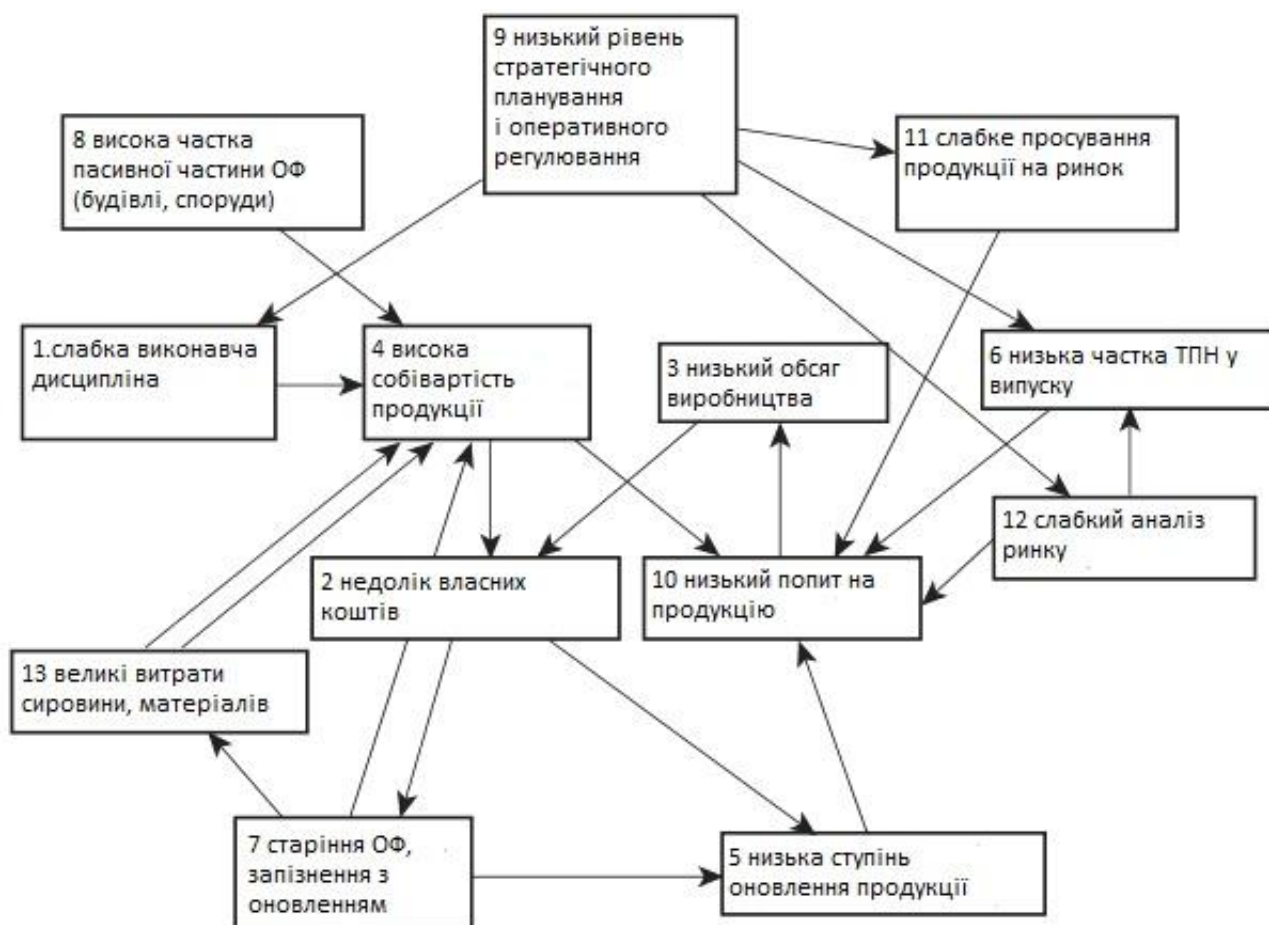 9 низький рівень
стратегічного
планування
і оперативного
регулювання
8 висока частка
пасивної частини ОФ
(будівлі, споруди)
11 слабке просування
продукції на ринок
1.слабка виконавча
дисципліна
4 висока
собівартість
продукції
3 низький обсяг
виробництва
6 низька частка ТПН у
випуску
12 слабкий аналіз
ринку
2 недолік власних
коштів
10 низький попит на
продукцію
13 великі витрати
сировини, матеріалів
7 старіння ОФ,
запізнення з
оновленням
5 низька ступінь
оновлення продукції